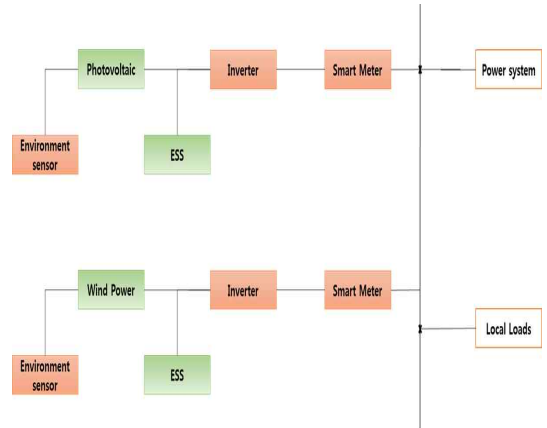 Photovoltaic
Inverter
Smart Meter
Power system
Environment
sensor
ESS
Wind Power
Inverter
Smart Meter
Local Loads
Environment
sensor
ESS